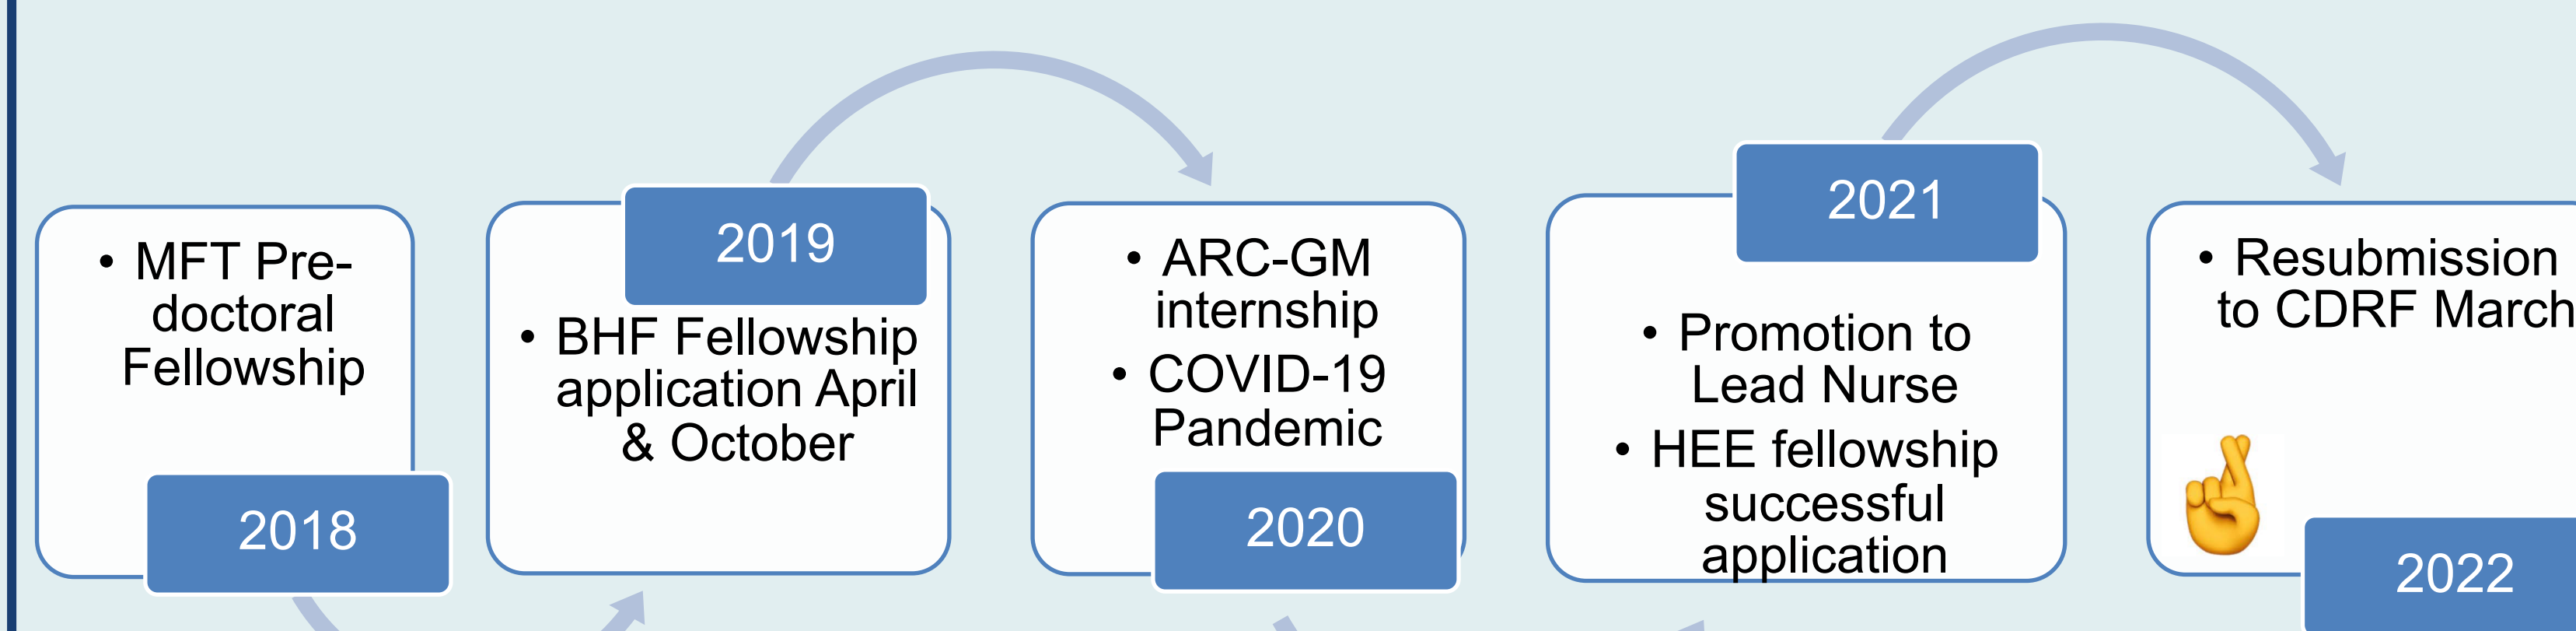 • MFT Pre-
doctoral
Fellowship
2018
2019
• BHF Fellowship
application April
& October
• ARC-GM
internship
• COVID-19
Pandemic
2020
2021
• Promotion to
Lead Nurse
• HEE fellowship
successful
application
• Resubmission
to CDRF March
2022